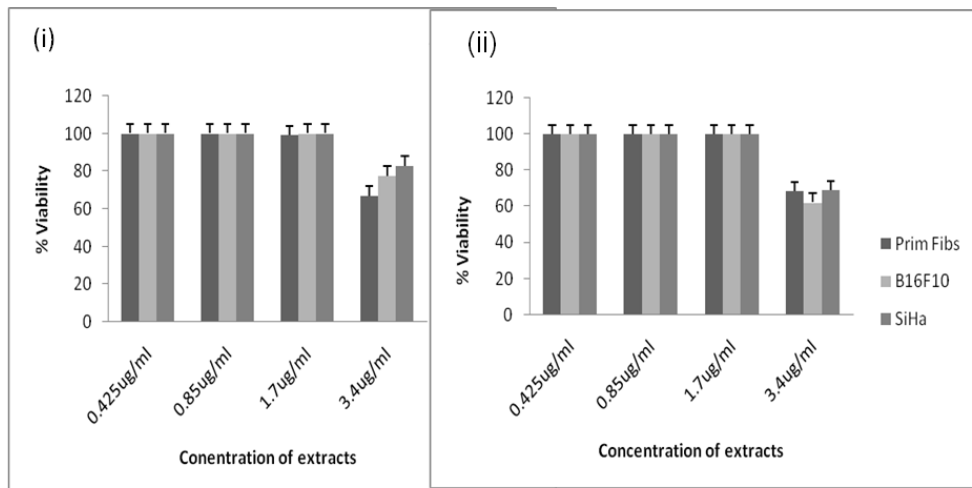 (i)
120
100
80
60
40
20
0
% Viability
0.425ug/ml
0.85ug/ml
1.7ug/ml
3.4ug/ml
Conentration of extracts
(ii)
120
100
80
60
40
20
0
% Viability
0.425ug/ml
0.85ug/ml
1.7ug/ml
3.4ug/ml
Concentration of extracts
Prim Fibs
B16F10
SiHa